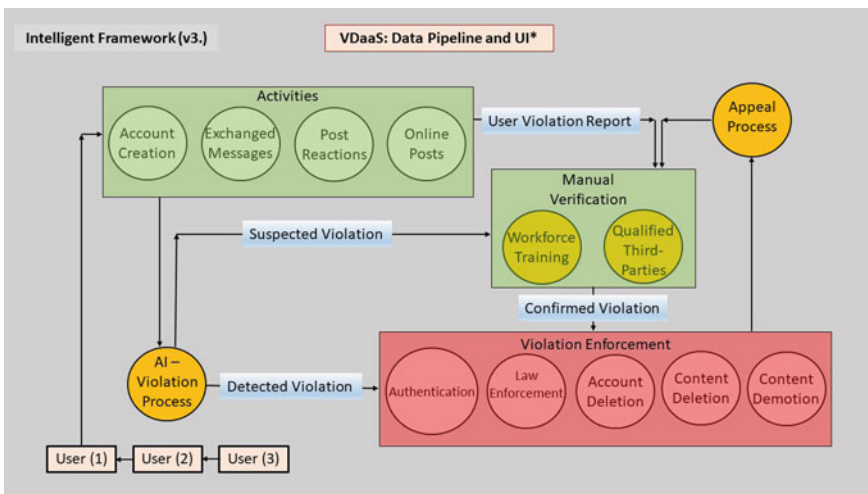 Intelligent Framework (v3.)
VDaaS: Data Pipeline and UI*
Activities
Account
Creation
Exchanged
Messages
Post
Reactions
Online
Posts
User Violation Report
Appeal
Process
Manual
Verification
Workforce
Training
Qualified
Third-
Parties
Suspected Violation
Confirmed Violation
Violation Enforcement
Authentication
Law
Enforcement
Account
Deletion
Content
Deletion
Content
Demotion
AI –
Violation
Process
Detected Violation
User (1)
User (2)
User (3)